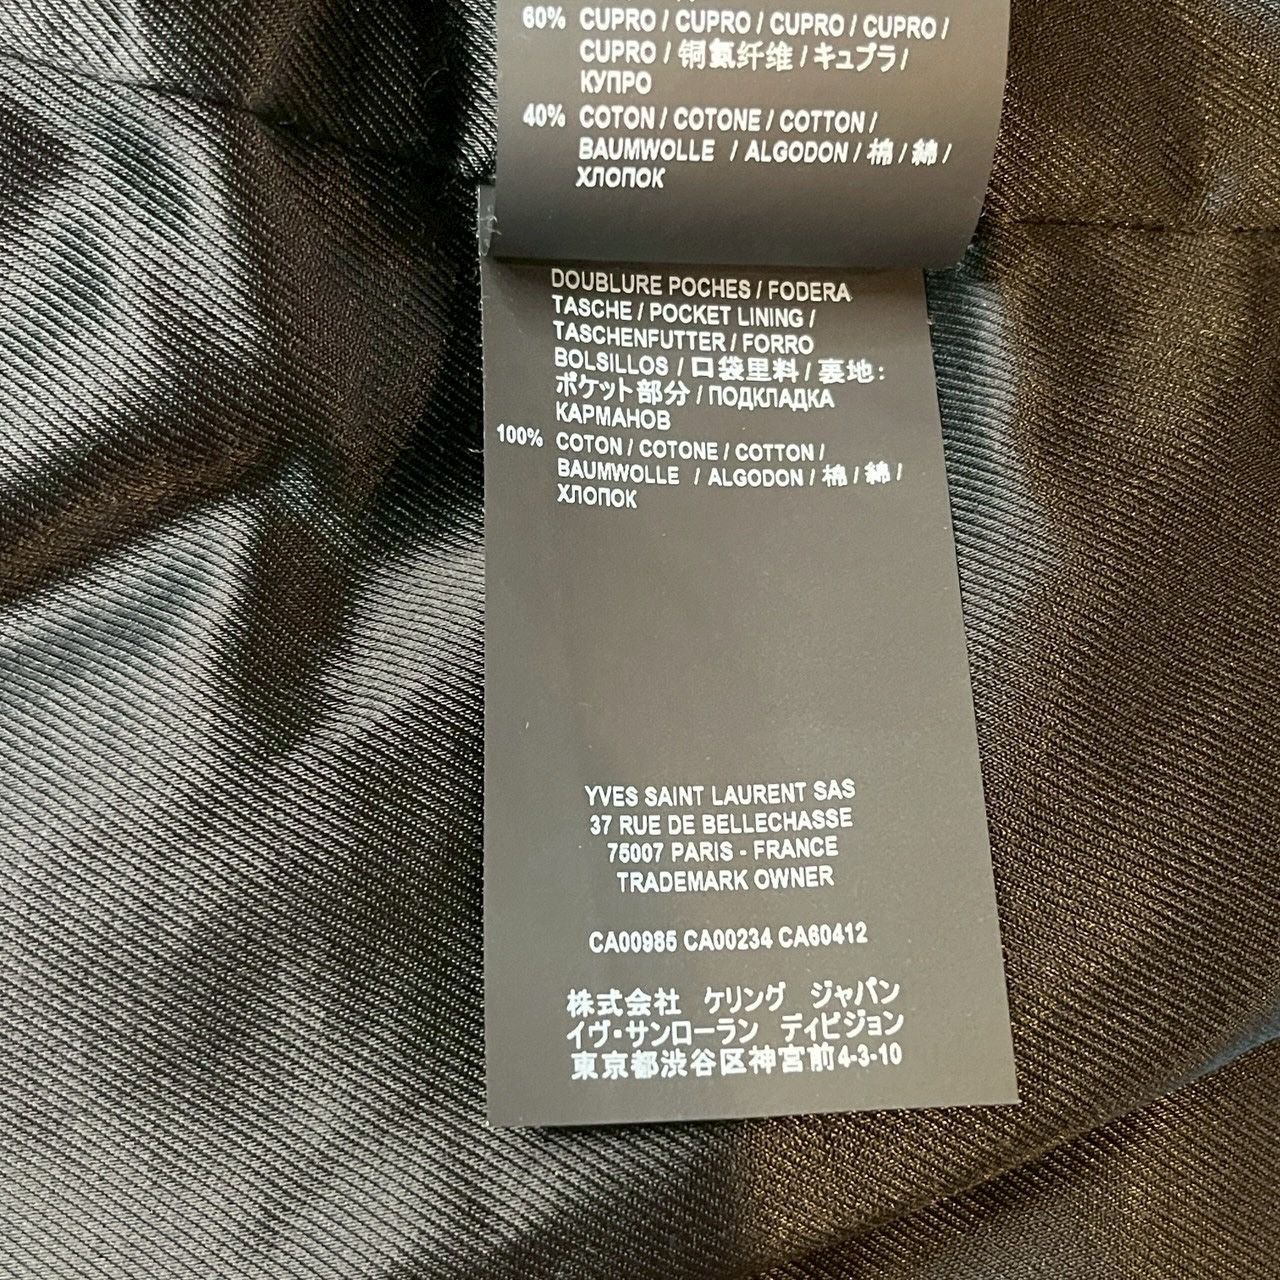 60% CUPRO / CUPRO / CUPRO / CUPRO /
CUPRO / 铜氨纤维 / キュプラ /
КУПРО
40% COTON / COTONE / COTTON /
BAUMWOLLE / ALGODON / 棉 / 綿 /
ХЛОПОК
DOUBLURE POCHES / FODERA
TASCHE / POCKET LINING /
TASCHENFUTTER / FORRO
BOLSILLOS / 口袋里料 / 裏地:
ポケット部分 / ПОДКЛАДКА
КАРМАНОВ
100% COTON / COTONE / COTTON /
BAUMWOLLE / ALGODON / 棉 / 綿 /
ХЛОПОК
YVES SAINT LAURENT SAS
37 RUE DE BELLECHASSE
75007 PARIS - FRANCE
TRADEMARK OWNER
CA00985 CA00234 CA60412
株式会社 ケリング ジャパン
イヴ・サンローラン ディビジョン
東京都渋谷区神宮前4-3-10